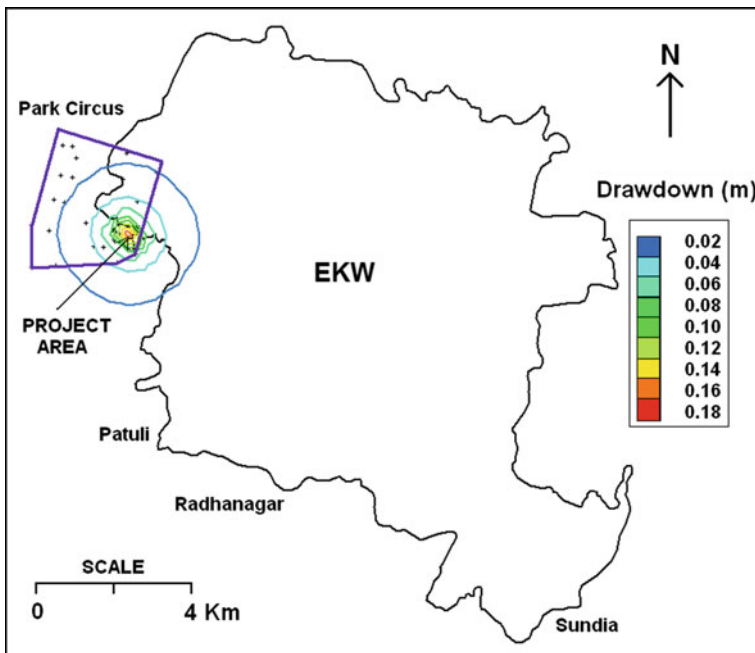 N
Park Circus
Drawdown (m)
0.02
0.04
0.06
0.08
0.10
0.12
0.14
0.16
0.18
EKW
PROJECT
AREA
Patuli
Radhanagar
SCALE
0 4 Km
Sundia